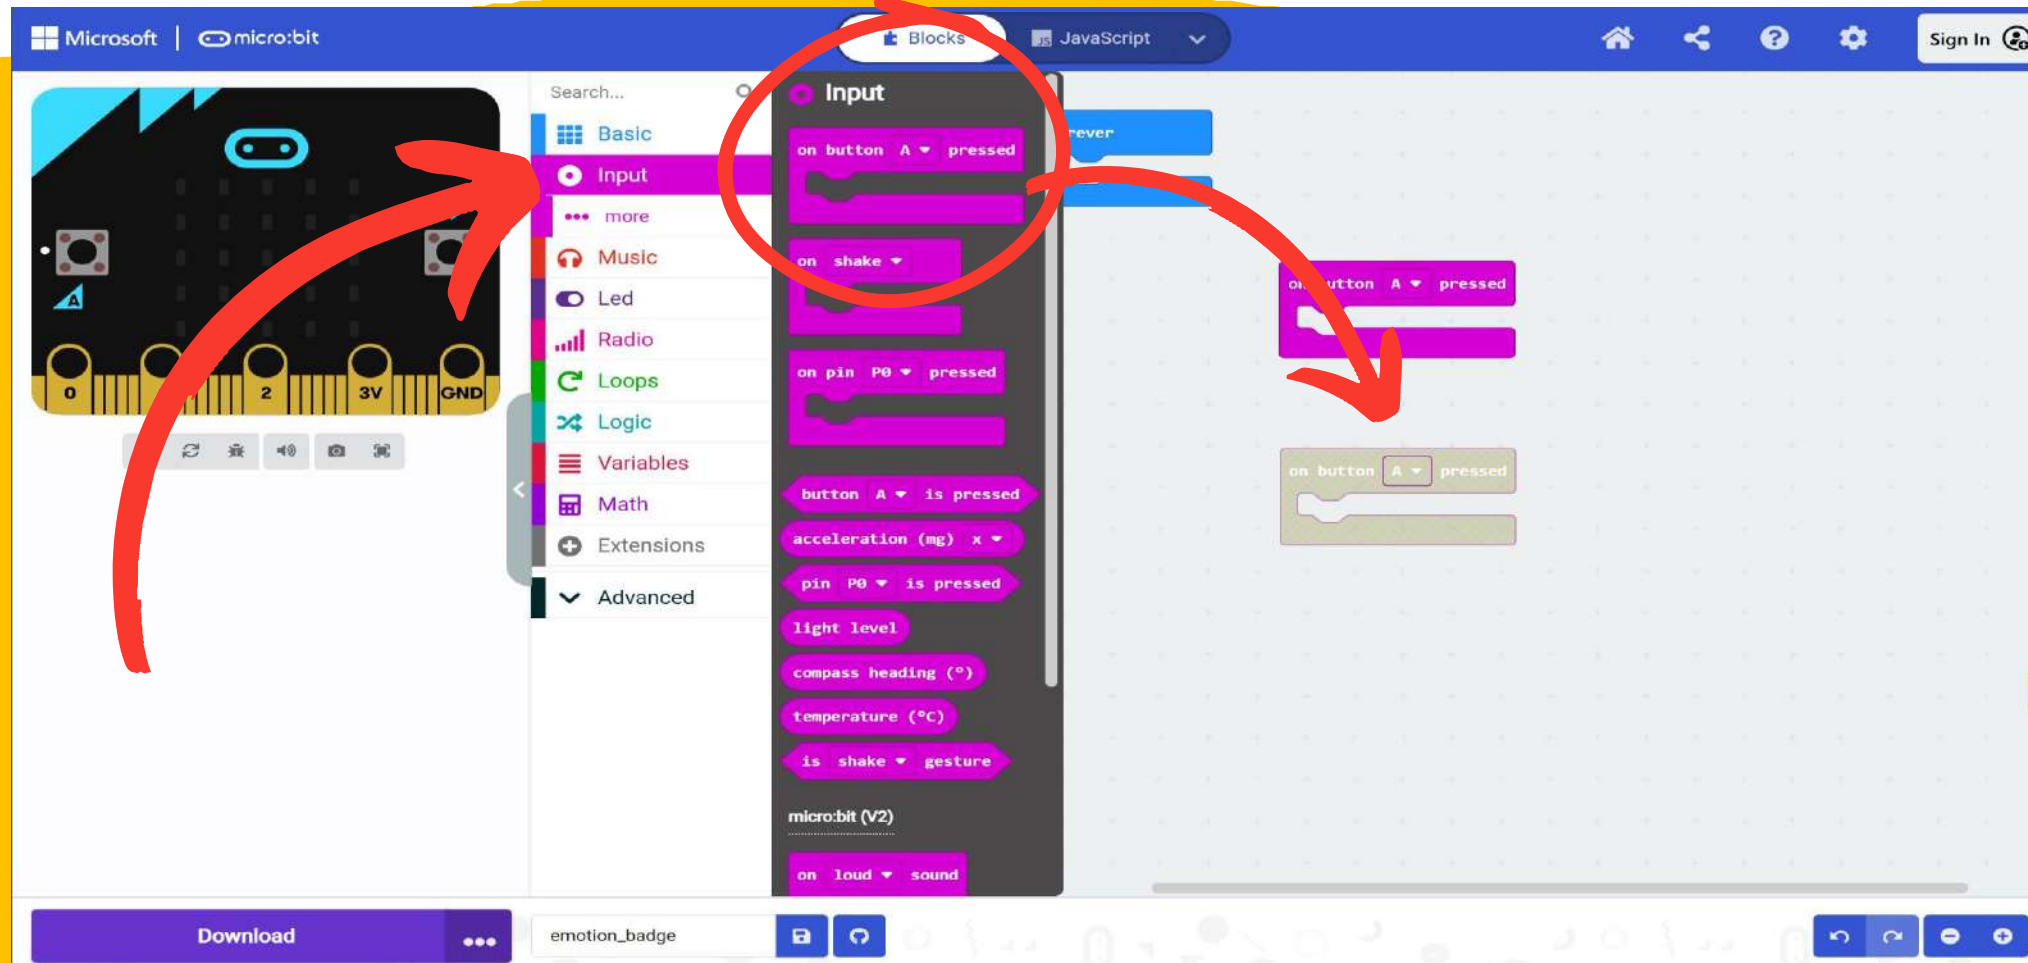 Microsoft | micro:bit
Blocks
JS JavaScript
Sign In
A
0
2
3V
GND
Search...
Basic
Input
more
Music
Led
Radio
Loops
Logic
Variables
Math
Extensions
Advanced
Input
on button A pressed
on shake
on pin P0 pressed
button A is pressed
acceleration (mg) x
pin P0 is pressed
light level
compass heading (°)
temperature (°C)
is shake gesture
micro:bit (V2)
on loud sound
rever
on button A pressed
on button A pressed
Download
emotion_badge